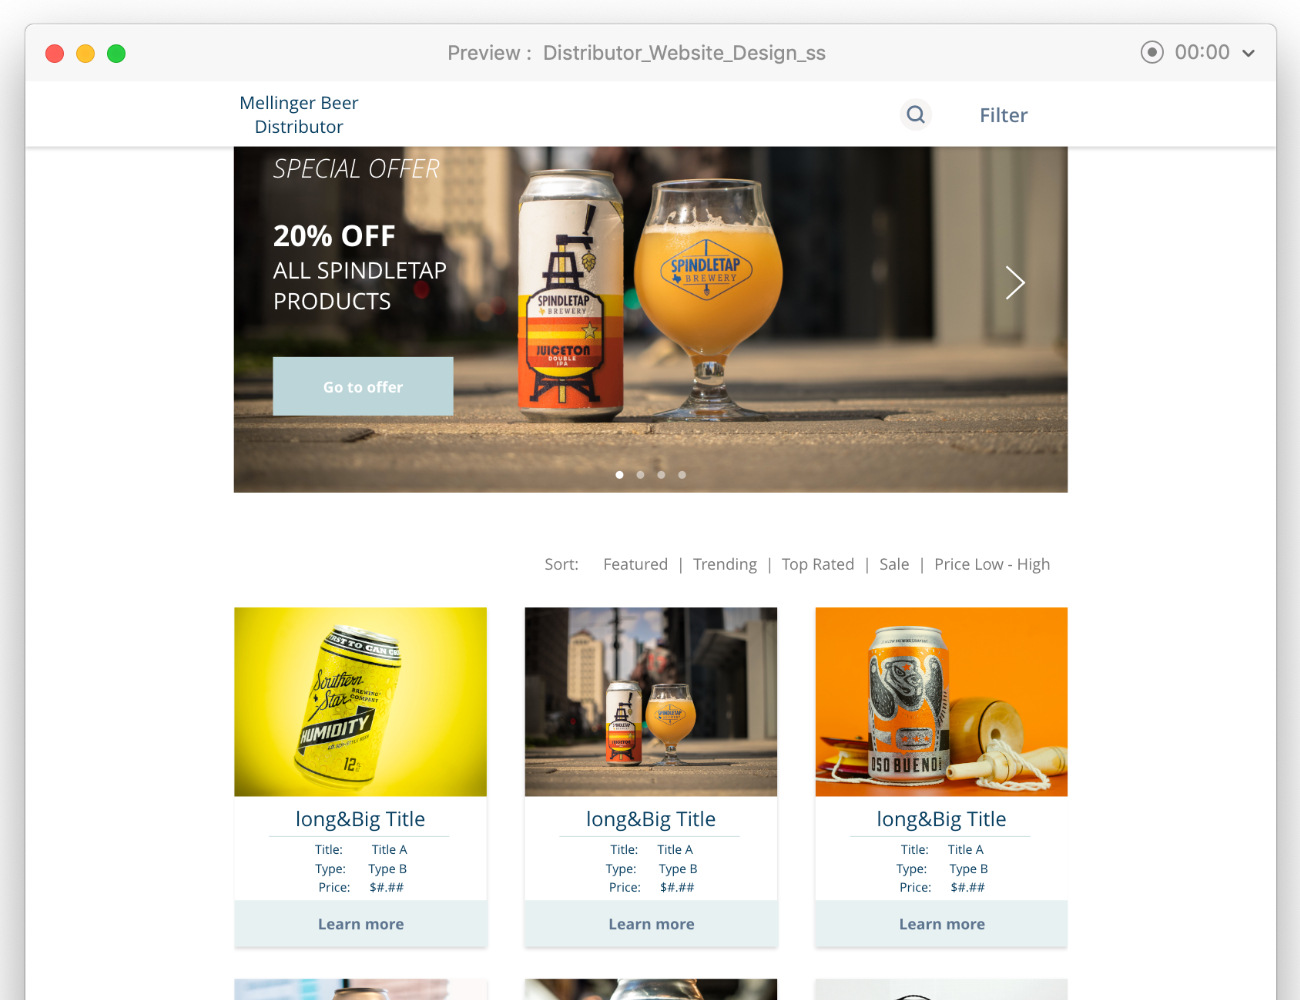 Preview : Distributor_Website_Design_ss
00:00
Mellinger Beer
Distributor
Filter
SPECIAL OFFER
20% OFF
ALL SPINDLETAP
PRODUCTS
Go to offer
SPINDLETAP
BREWERY
JUICETON
DOUBLE
IPA
SPINDLETAP
BREWERY
Sort: Featured | Trending | Top Rated | Sale | Price Low - High
FIRST TO CAN
Southern
Star
BREWING
COMPANY
HUMIDITY
12
SPINDLETAP
OSO BUENO
long&Big Title
Title: Title A
Type: Type B
Price: $#.##
Learn more
long&Big Title
Title: Title A
Type: Type B
Price: $#.##
Learn more
long&Big Title
Title: Title A
Type: Type B
Price: $#.##
Learn more